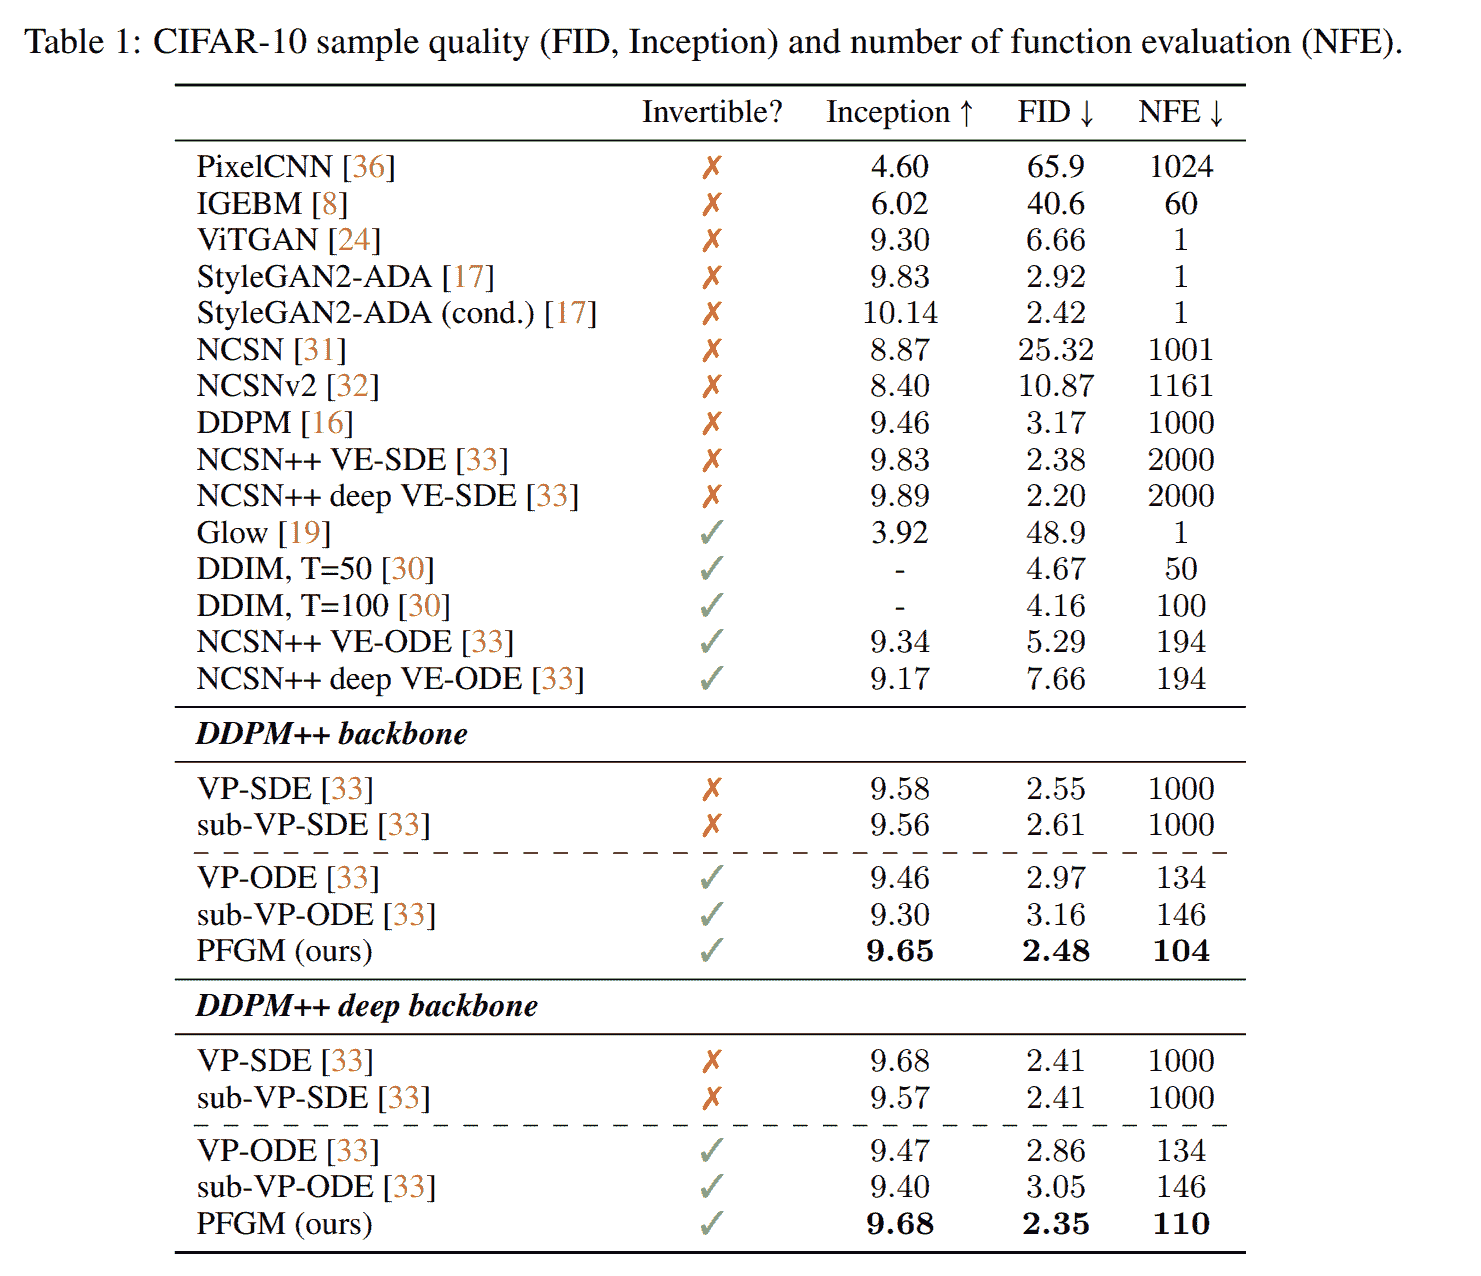 Table 1: CIFAR-10 sample quality (FID, Inception) and number of function evaluation (NFE).
Invertible? Inception ↑ FID ↓ NFE ↓
PixelCNN [36] ✗ 4.60 65.9 1024
IGEBM [8] ✗ 6.02 40.6 60
ViTGAN [24] ✗ 9.30 6.66 1
StyleGAN2-ADA [17] ✗ 9.83 2.92 1
StyleGAN2-ADA (cond.) [17] ✗ 10.14 2.42 1
NCSN [31] ✗ 8.87 25.32 1001
NCSNv2 [32] ✗ 8.40 10.87 1161
DDPM [16] ✗ 9.46 3.17 1000
NCSN++ VE-SDE [33] ✗ 9.83 2.38 2000
NCSN++ deep VE-SDE [33] ✗ 9.89 2.20 2000
Glow [19] ✓ 3.92 48.9 1
DDIM, T=50 [30] ✓ - 4.67 50
DDIM, T=100 [30] ✓ - 4.16 100
NCSN++ VE-ODE [33] ✓ 9.34 5.29 194
NCSN++ deep VE-ODE [33] ✓ 9.17 7.66 194
DDPM++ backbone
VP-SDE [33] ✗ 9.58 2.55 1000
sub-VP-SDE [33] ✗ 9.56 2.61 1000
VP-ODE [33] ✓ 9.46 2.97 134
sub-VP-ODE [33] ✓ 9.30 3.16 146
PFGM (ours) ✓ 9.65 2.48 104
DDPM++ deep backbone
VP-SDE [33] ✗ 9.68 2.41 1000
sub-VP-SDE [33] ✗ 9.57 2.41 1000
VP-ODE [33] ✓ 9.47 2.86 134
sub-VP-ODE [33] ✓ 9.40 3.05 146
PFGM (ours) ✓ 9.68 2.35 110